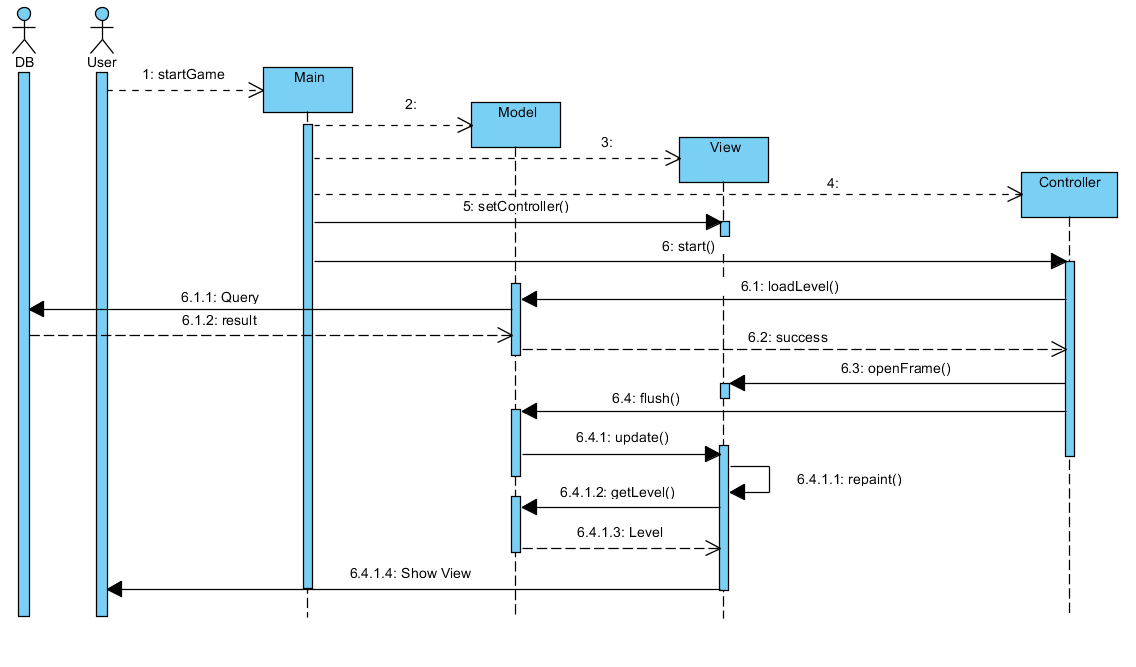 DB
User
1: startGame
Main
2:
Model
3:
View
4:
Controller
5: setController()
6: start()
6.1: loadLevel()
6.1.1: Query
6.1.2: result
6.2: success
6.3: openFrame()
6.4: flush()
6.4.1: update()
6.4.1.1: repaint()
6.4.1.2: getLevel()
6.4.1.3: Level
6.4.1.4: Show View